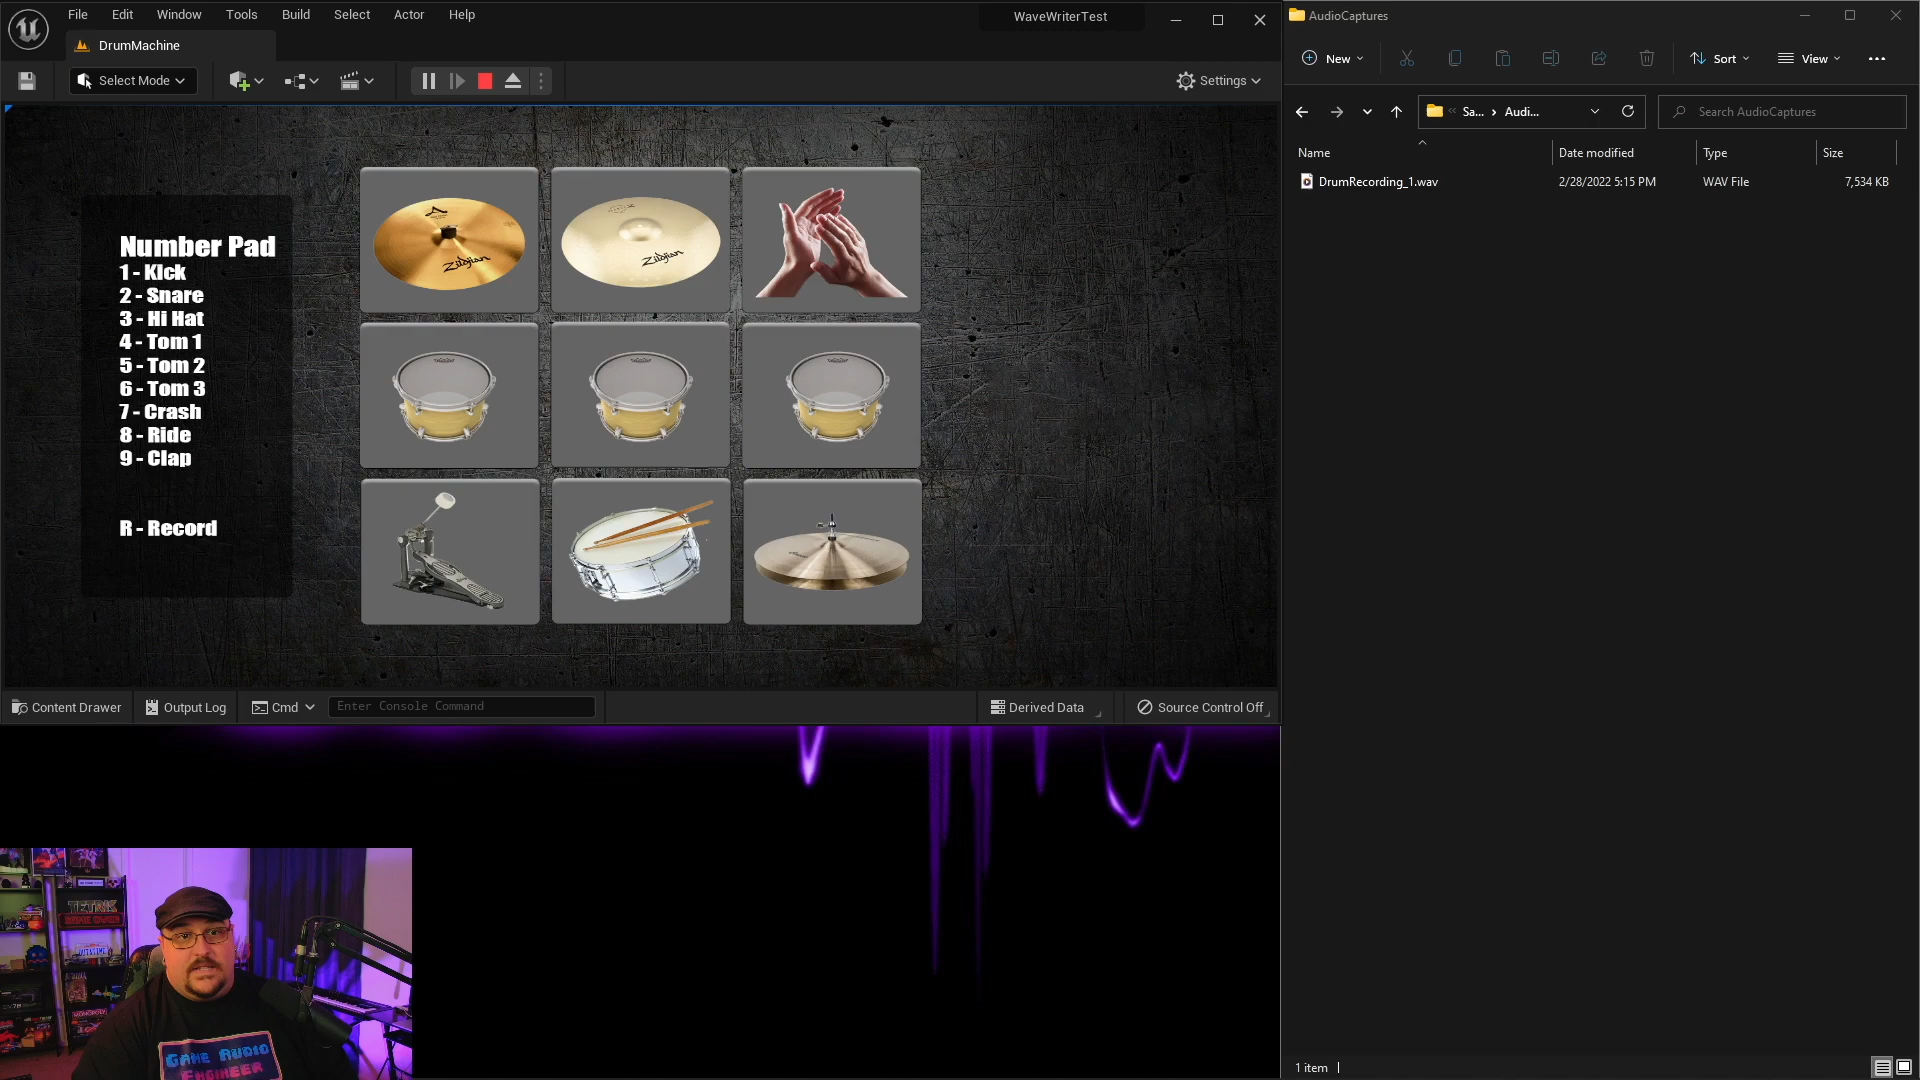 File Edit Window Tools Build Select Actor Help
WaveWriterTest
DrumMachine
Select Mode
Settings
Number Pad
1 - Kick
2 - Snare
3 - Hi Hat
4 - Tom 1
5 - Tom 2
6 - Tom 3
7 - Crash
8 - Ride
9 - Clap
R - Record
Zildjian
Zildjian
Content Drawer
Output Log
Cmd
Enter Console Command
Derived Data
Source Control Off
AudioCaptures
New
Sort
View
Sa... › Audi...
Search AudioCaptures
Name Date modified Type Size
DrumRecording_1.wav 2/28/2022 5:15 PM WAV File 7,534 KB
1 item
TETRIS
MONOPOLY
GAME AUDIO
ENGINEER